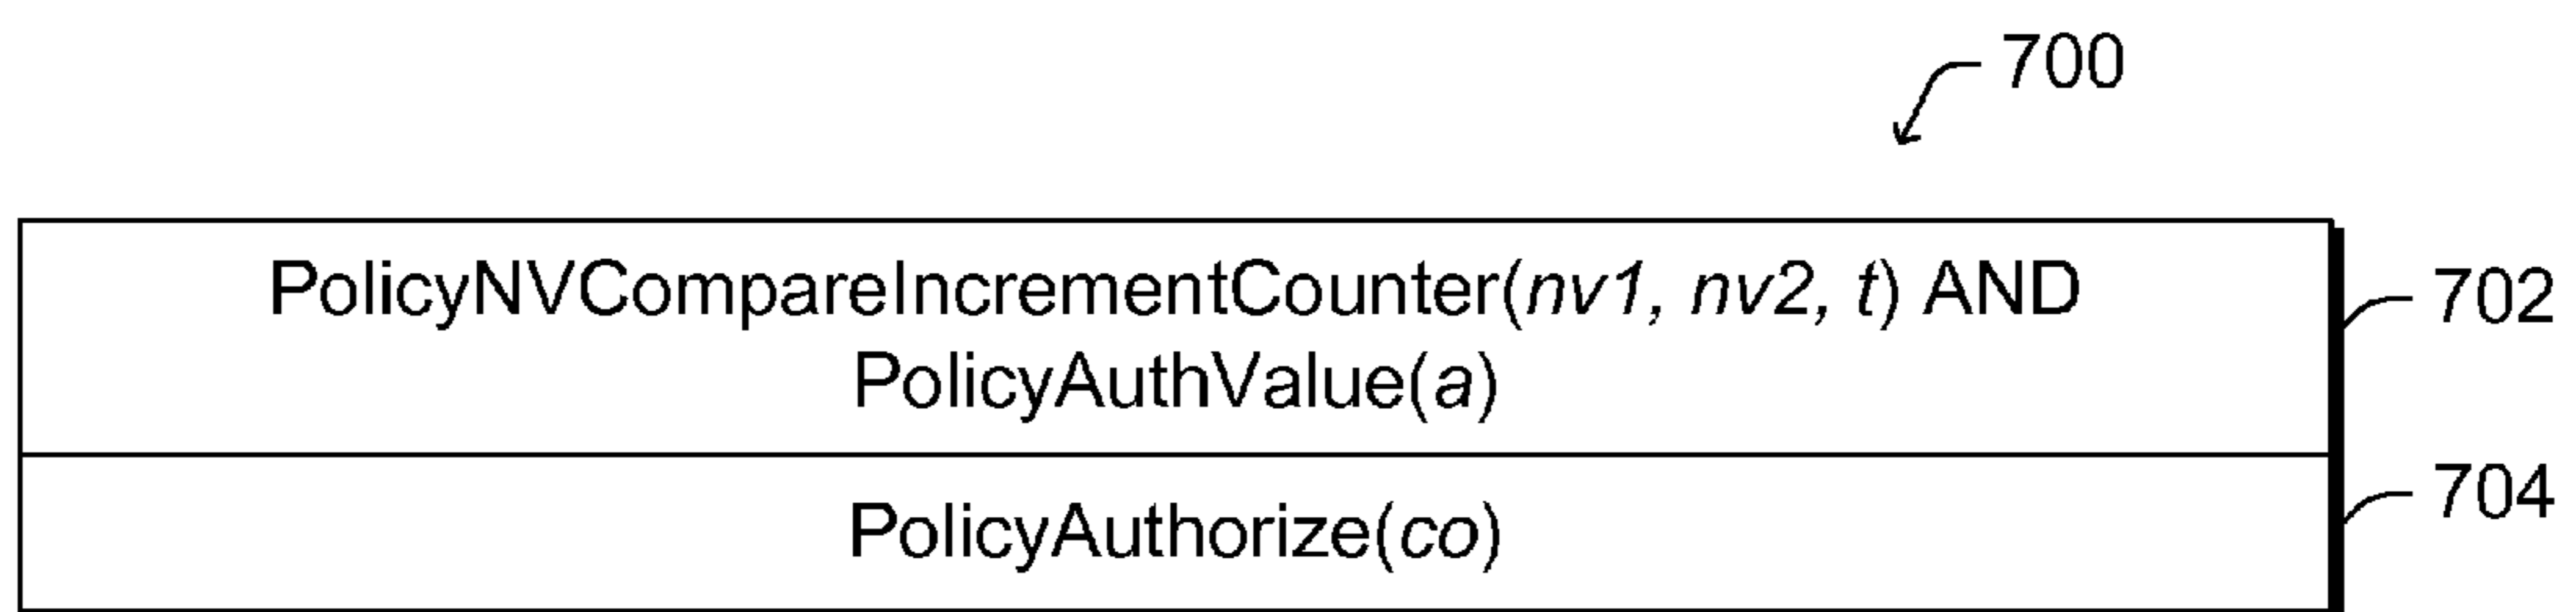 700
PolicyNVCompareIncrementCounter(nv1, nv2, t) AND
702
PolicyAuthValue(a)
704
PolicyAuthorize(co)